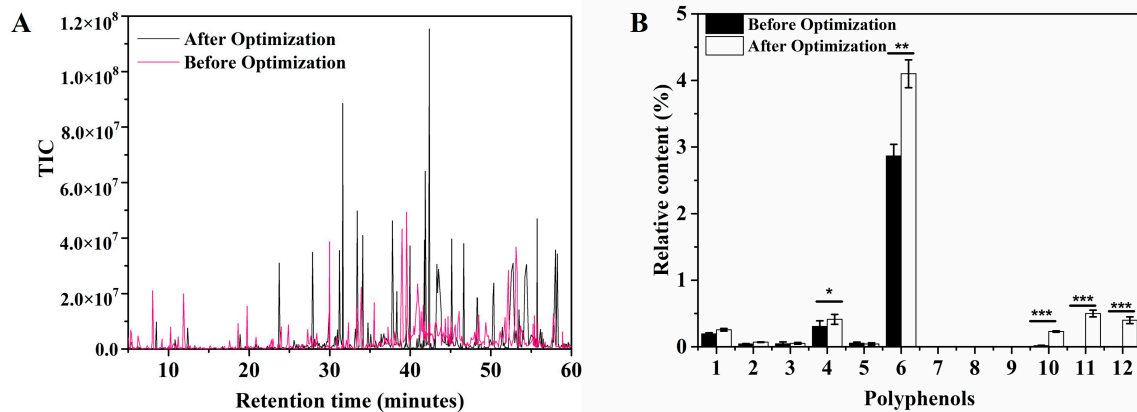 A
TIC
1.2×10⁸
1.0×10⁸
8.0×10⁷
6.0×10⁷
4.0×10⁷
2.0×10⁷
0.0
After Optimization
Before Optimization
10 20 30 40 50 60
Retention time (minutes)
B
Relative content (%)
5
4
3
2
1
0
Before Optimization
After Optimization
*
**
***
***
***
1 2 3 4 5 6 7 8 9 10 11 12
Polyphenols